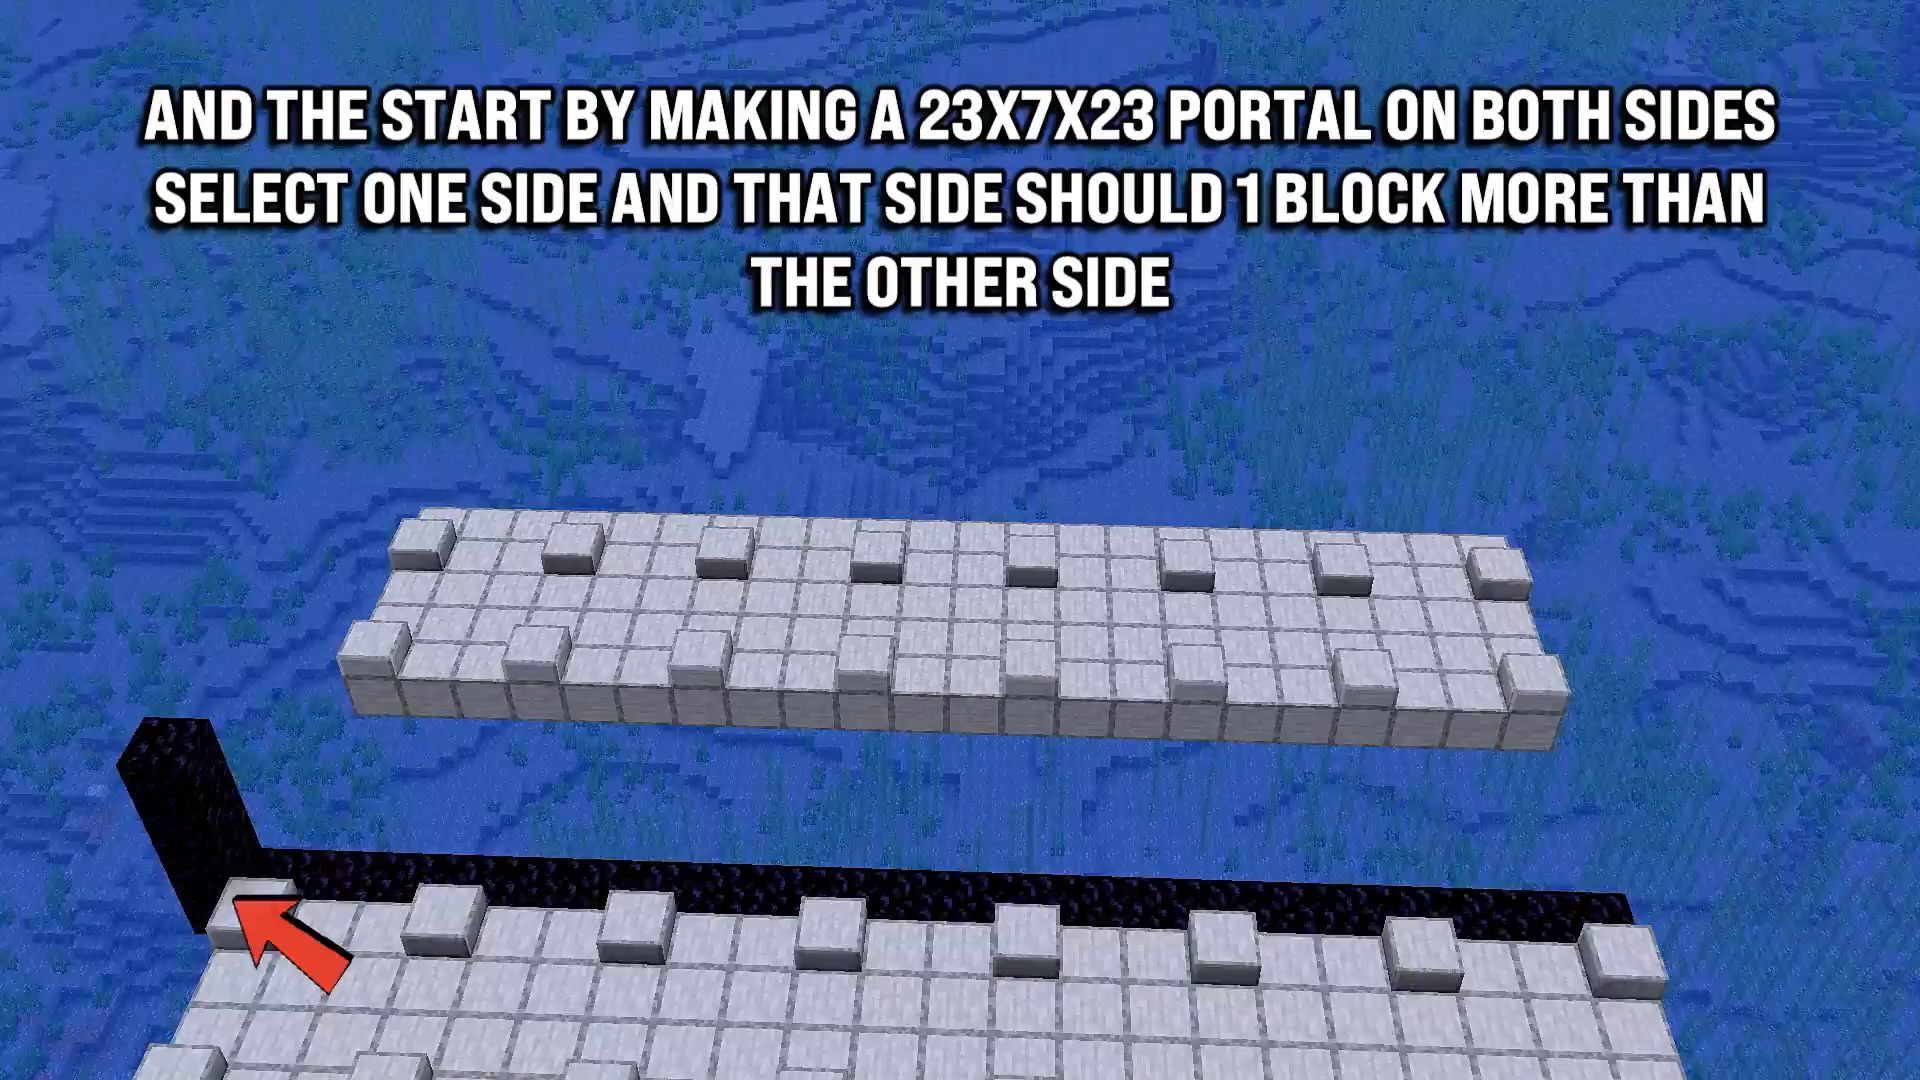 AND THE START BY MAKING A 23X7X23 PORTAL ON BOTH SIDES
SELECT ONE SIDE AND THAT SIDE SHOULD 1 BLOCK MORE THAN
THE OTHER SIDE